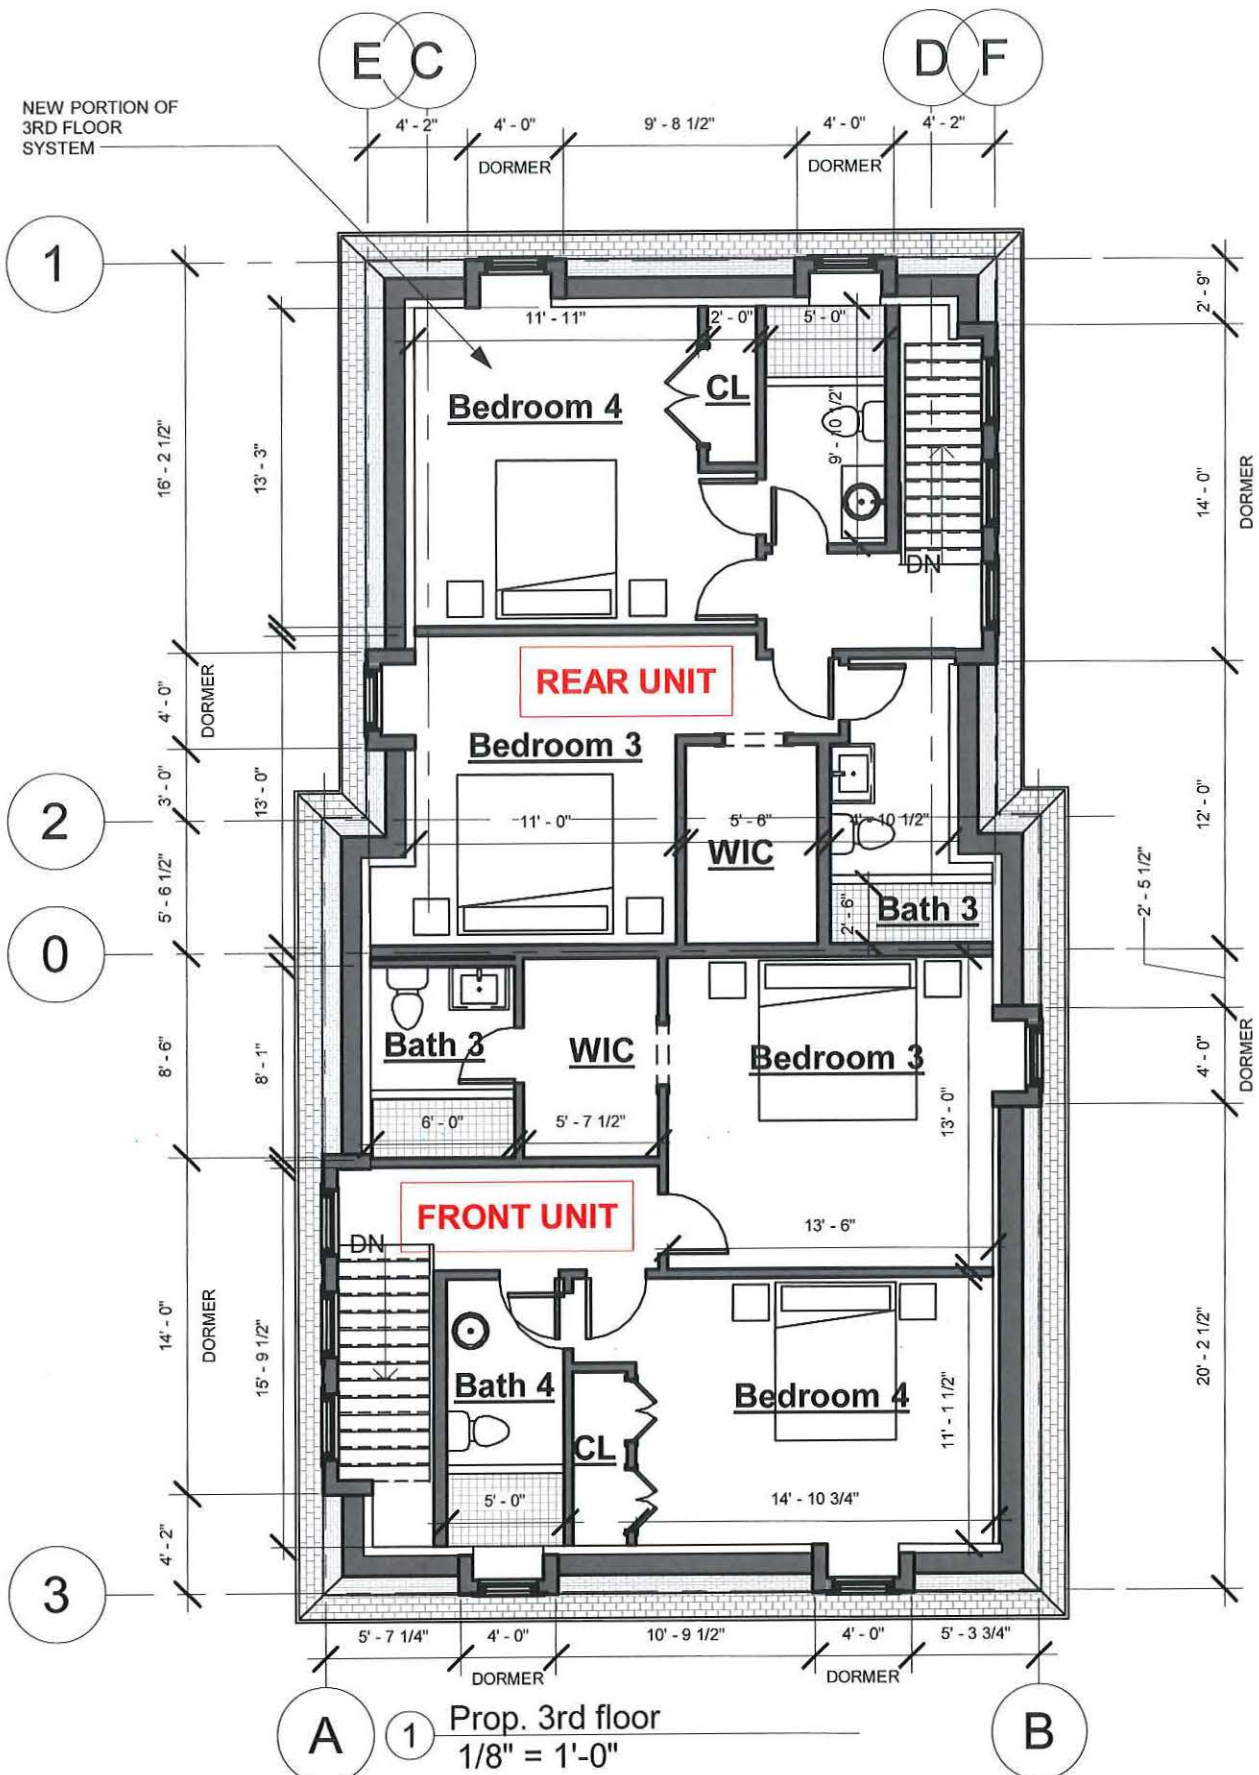 E C D F
NEW PORTION OF
3RD FLOOR
SYSTEM
4' - 2" 4' - 0" 9' - 8 1/2" 4' - 0" 4' - 2"
DORMER DORMER
1
2' - 9"
11' - 11" 2' - 0" 5' - 0"
CL
Bedroom 4
9' - 10 1/2"
16' - 2 1/2"
13' - 3"
14' - 0"
DORMER
DN
REAR UNIT
4' - 0"
DORMER
Bedroom 3
3' - 0"
13' - 0"
2
11' - 0" 5' - 6" 4' - 10 1/2"
12' - 0"
WIC
5' - 6 1/2"
2' - 6"
Bath 3
2' - 5 1/2"
0
8' - 6"
8' - 1"
Bath 3 WIC Bedroom 3
4' - 0"
DORMER
6' - 0" 5' - 7 1/2"
13' - 0"
FRONT UNIT
13' - 6"
DN
14' - 0"
DORMER
15' - 9 1/2"
Bath 4 Bedroom 4
11' - 1 1/2"
20' - 2 1/2"
CL
5' - 0" 14' - 10 3/4"
4' - 2"
3
5' - 7 1/4" 4' - 0" 10' - 9 1/2" 4' - 0" 5' - 3 3/4"
DORMER DORMER
A B
1 Prop. 3rd floor
1/8" = 1'-0"